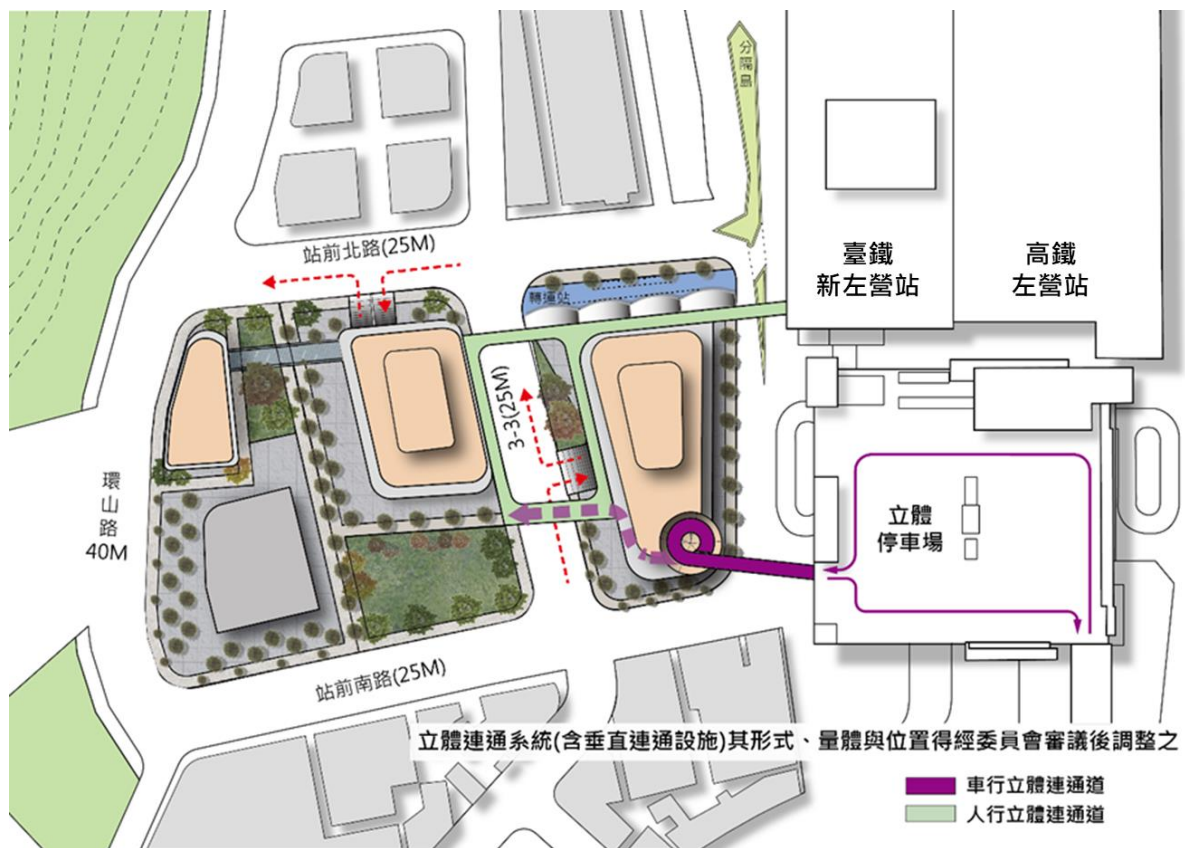 分隔島
臺鐵
新左營站
高鐵
左營站
站前北路(25M)
轉運站
3-3(25M)
環山路
40M
立體
停車場
站前南路(25M)
立體連通系統(含垂直連通設施)其形式、量體與位置得經委員會審議後調整之
車行立體連通道
人行立體連通道